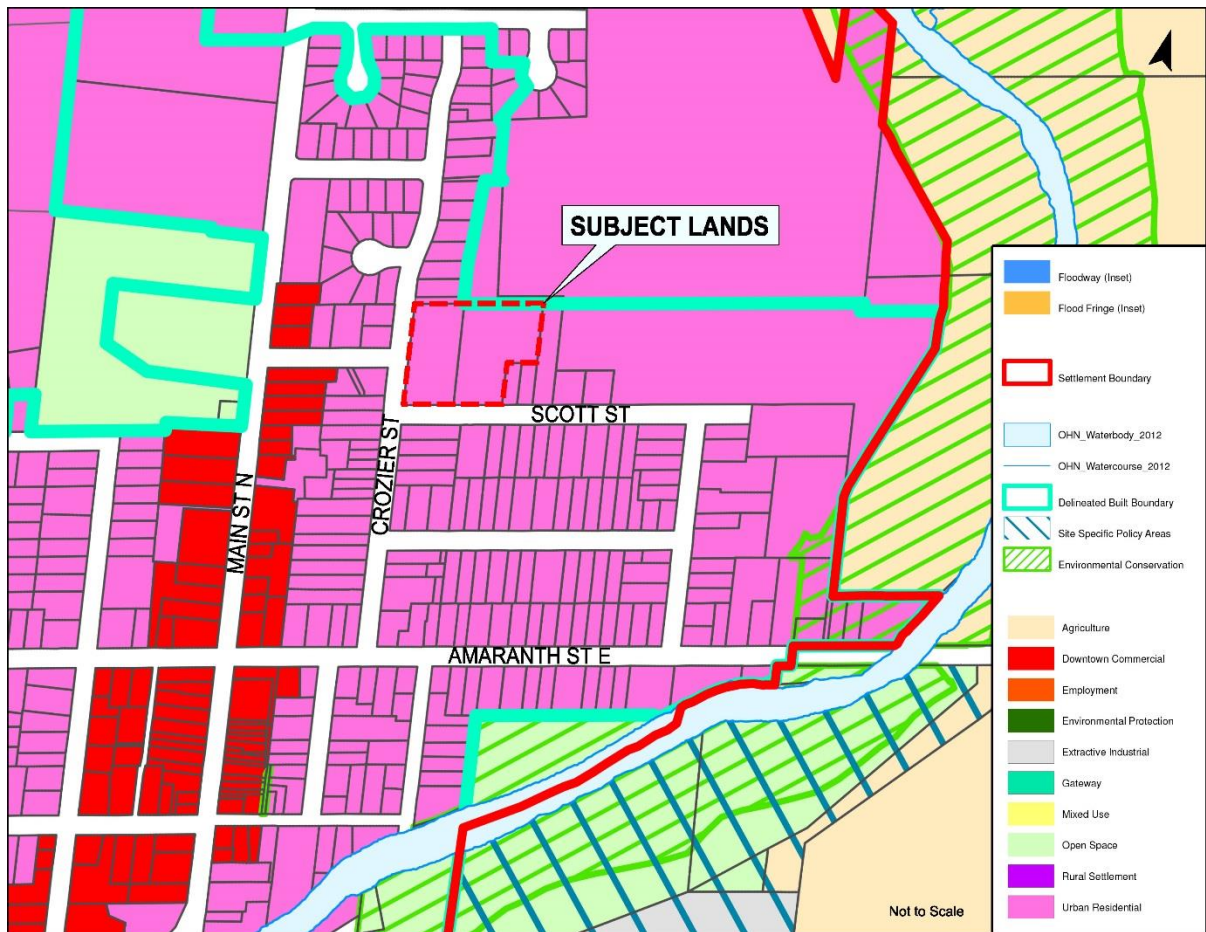 SUBJECT LANDS
SCOTT ST
CROZIER ST
MAIN ST N
AMARANTH ST E
Not to Scale
Floodway (Inset)
Flood Fringe (Inset)
Settlement Boundary
OHN_Waterbody_2012
OHN_Watercourse_2012
Delineated Built Boundary
Site Specific Policy Areas
Environmental Conservation
Agriculture
Downtown Commercial
Employment
Environmental Protection
Extractive Industrial
Gateway
Mixed Use
Open Space
Rural Settlement
Urban Residential